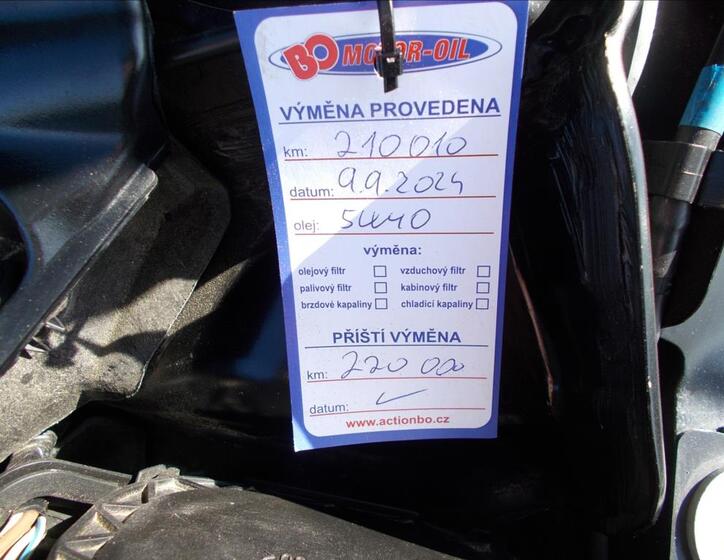 BO MOTOR-OIL
VÝMĚNA PROVEDENA
km: 210010
datum: 9.9.2024
olej: 5W40
výměna:
olejový filtr vzduchový filtr
palivový filtr kabinový filtr
brzdové kapaliny chladicí kapaliny
PŘÍŠTÍ VÝMĚNA
km: 220 000
datum: ✓
www.actionbo.cz